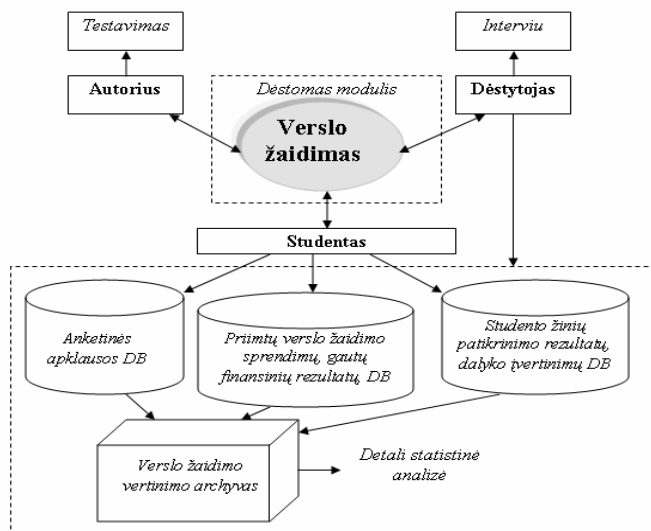 Testavimas
Interviu
Autorius
Dėstomas modulis
Dėstytojas
Verslo
žaidimas
Studentas
Anketinės
apklausos DB
Priimtų verslo žaidimo
sprendimų, gautų
finansinių rezultatų, DB
Studento žinių
patikrinimo rezultatų,
dalyko įvertinimų DB
Verslo žaidimo
vertinimo archyvas
Detali statistinė
analizė